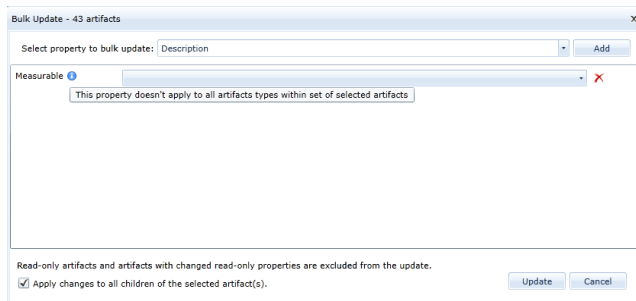 Bulk Update - 43 artifacts x
Select property to bulk update: Description Add
Measurable i
This property doesn't apply to all artifacts types within set of selected artifacts
Read-only artifacts and artifacts with changed read-only properties are excluded from the update.
Apply changes to all children of the selected artifact(s). Update Cancel